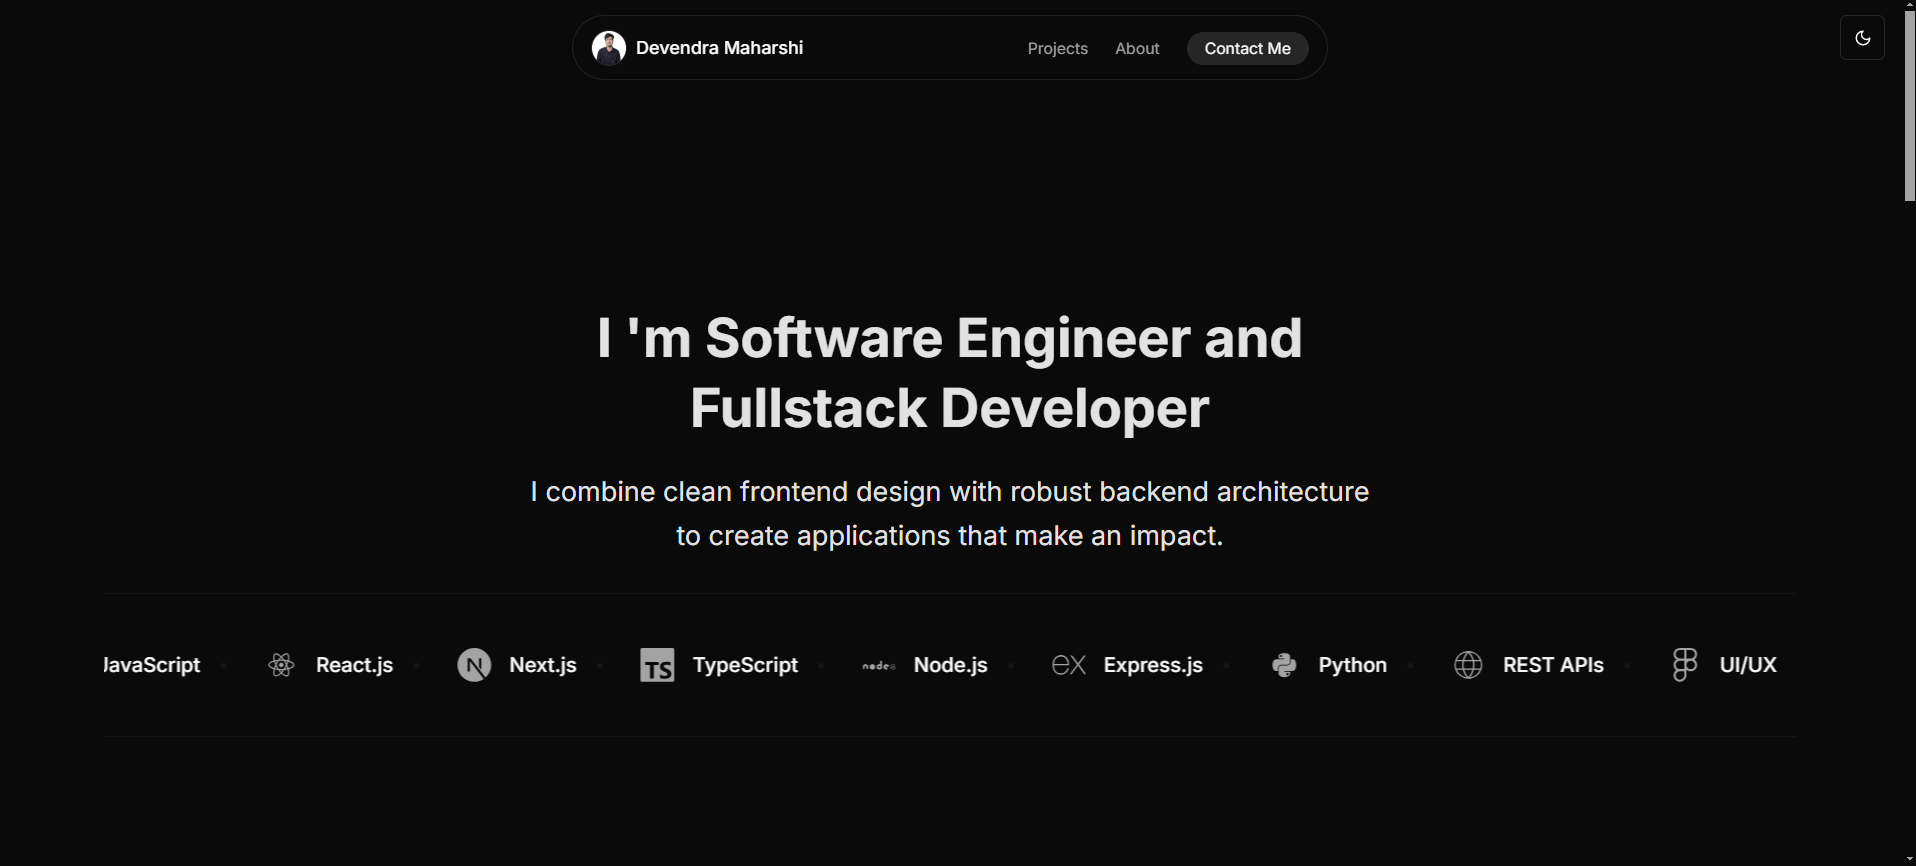 Devendra Maharshi Projects About Contact Me
I 'm Software Engineer and
Fullstack Developer
I combine clean frontend design with robust backend architecture
to create applications that make an impact.
JavaScript React.js N Next.js TS TypeScript node Node.js ex Express.js Python REST APIs UI/UX